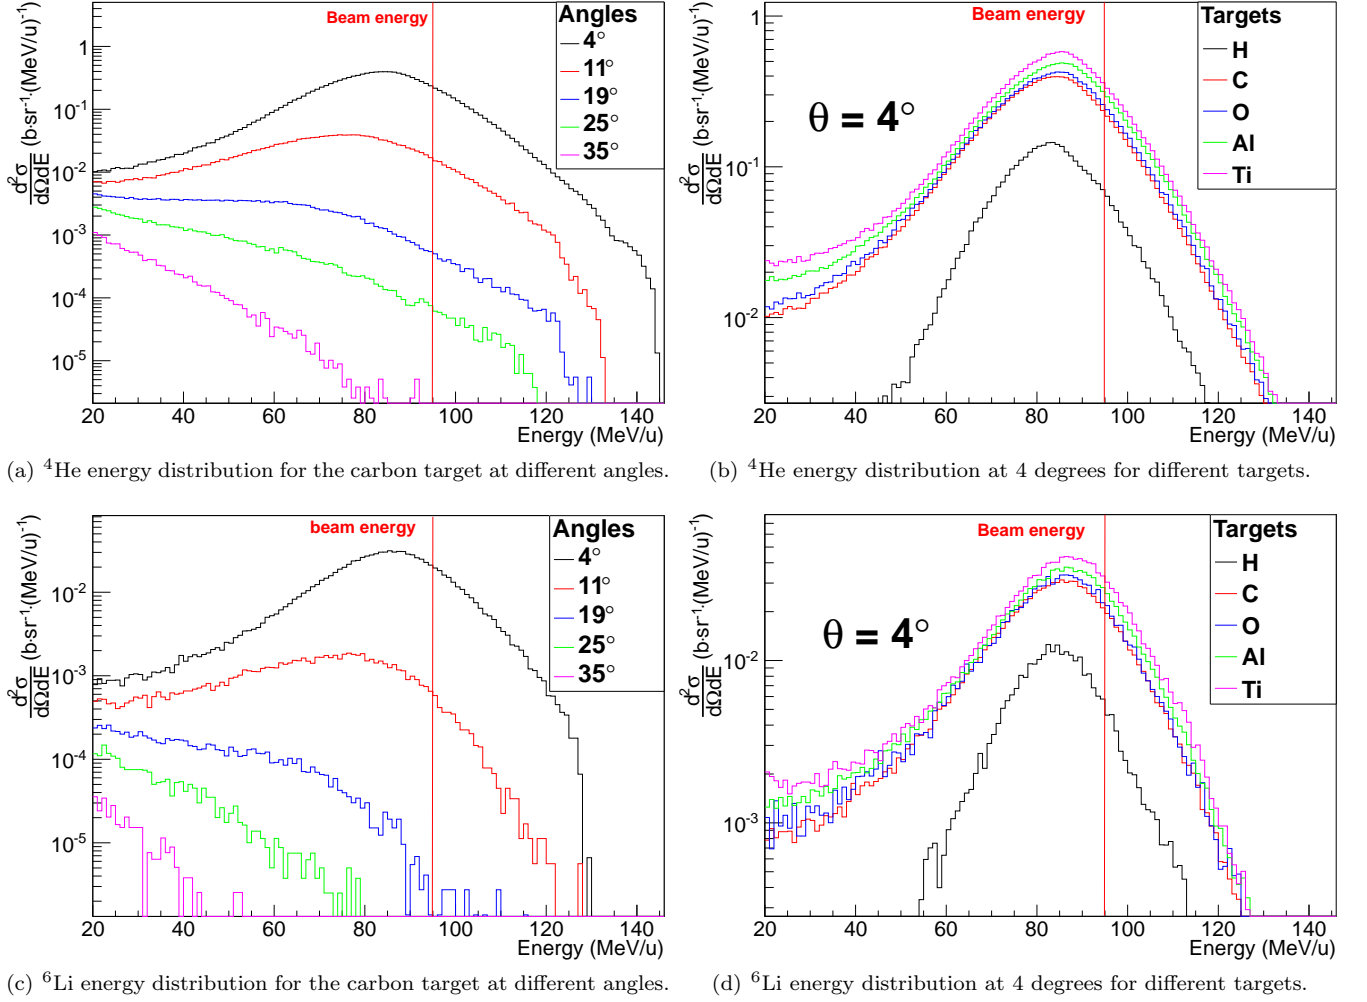 Beam energy
Angles
4°
11°
19°
25°
35°
d²σ/dΩdE (b·sr⁻¹·(MeV/u)⁻¹)
1
10⁻¹
10⁻²
10⁻³
10⁻⁴
10⁻⁵
20 40 60 80 100 120 140
Energy (MeV/u)
(a) ⁴He energy distribution for the carbon target at different angles.
Beam energy
Targets
H
C
O
Al
Ti
θ = 4°
d²σ/dΩdE (b·sr⁻¹·(MeV/u)⁻¹)
1
10⁻¹
10⁻²
20 40 60 80 100 120 140
Energy (MeV/u)
(b) ⁴He energy distribution at 4 degrees for different targets.
beam energy
Angles
4°
11°
19°
25°
35°
d²σ/dΩdE (b·sr⁻¹·(MeV/u)⁻¹)
10⁻²
10⁻³
10⁻⁴
10⁻⁵
20 40 60 80 100 120 140
Energy (MeV/u)
(c) ⁶Li energy distribution for the carbon target at different angles.
Beam energy
Targets
H
C
O
Al
Ti
θ = 4°
d²σ/dΩdE (b·sr⁻¹·(MeV/u)⁻¹)
10⁻²
10⁻³
20 40 60 80 100 120 140
Energy (MeV/u)
(d) ⁶Li energy distribution at 4 degrees for different targets.